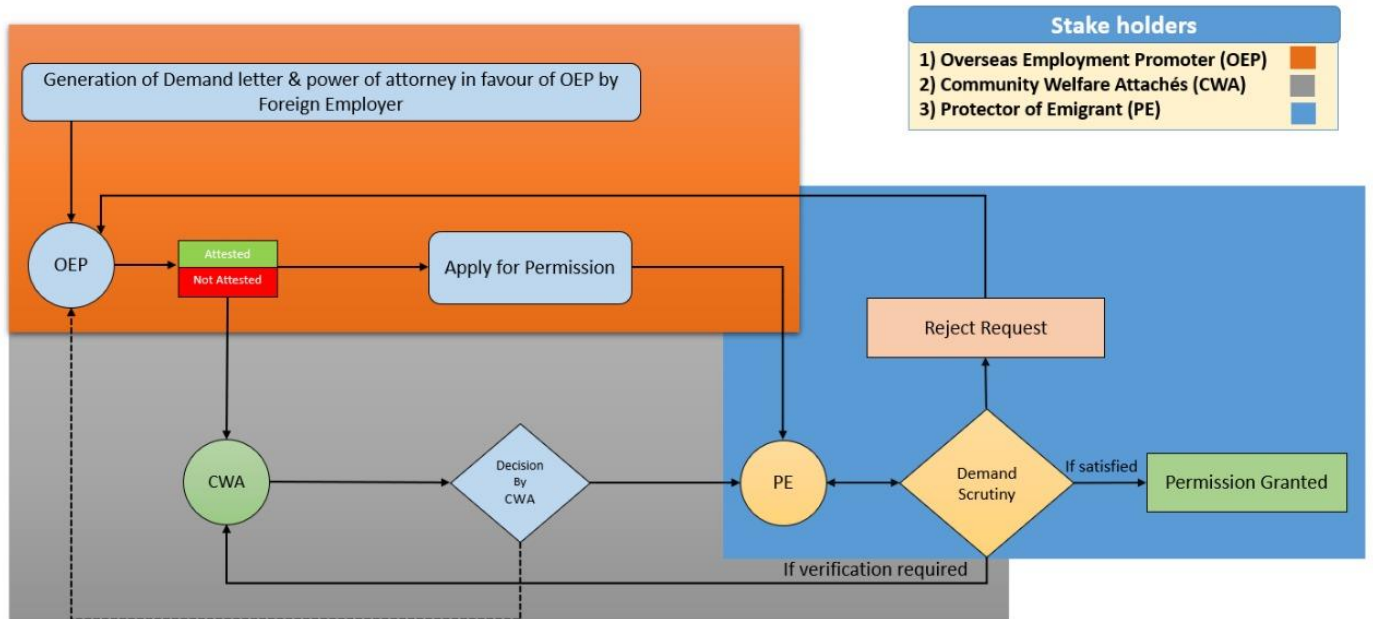 Stake holders
1) Overseas Employment Promoter (OEP)
2) Community Welfare Attachés (CWA)
3) Protector of Emigrant (PE)
Generation of Demand letter & power of attorney in favour of OEP by
Foreign Employer
OEP
Attested
Not Attested
Apply for Permission
Reject Request
CWA
Decision
By
CWA
PE
Demand
Scrutiny
If satisfied
Permission Granted
If verification required